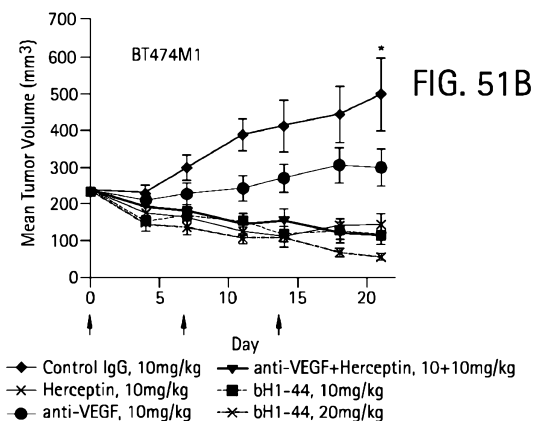 700
BT474M1
*
FIG. 51B
600
500
400
300
200
100
0
Mean Tumor Volume (mm3)
0 5 10 15 20
Day
Control IgG, 10mg/kg
Herceptin, 10mg/kg
anti-VEGF, 10mg/kg
anti-VEGF+Herceptin, 10+10mg/kg
bH1-44, 10mg/kg
bH1-44, 20mg/kg